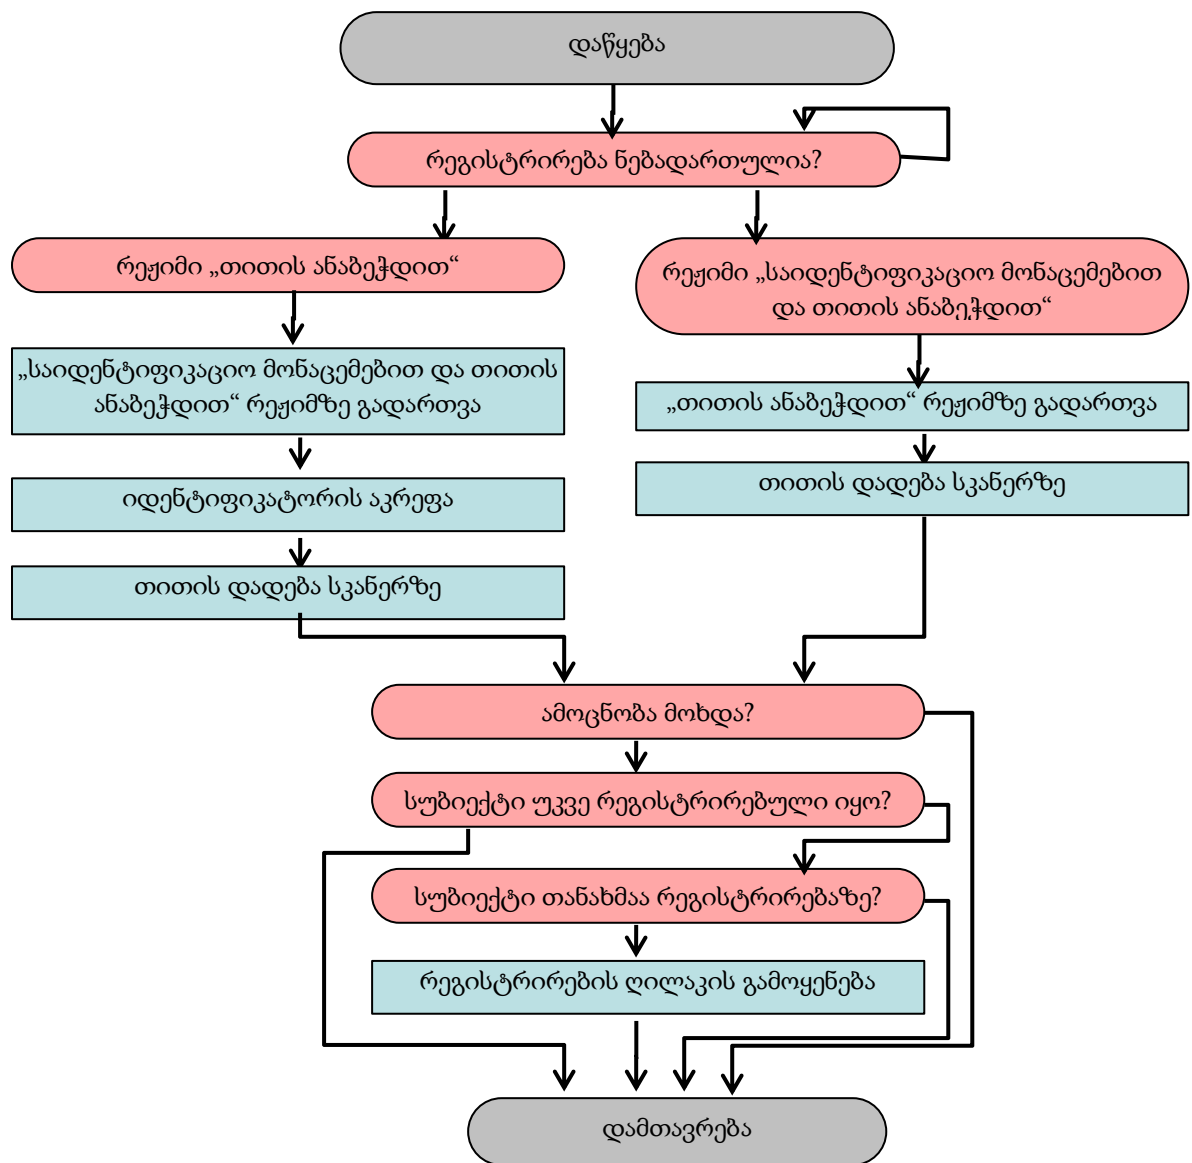 დაწყება
რეგისტრირება ნებადართულია?
რეჟიმი „თითის ანაბეჭდით“
რეჟიმი „საიდენტიფიკაციო მონაცემებით
და თითის ანაბეჭდით“
„საიდენტიფიკაციო მონაცემებით და თითის
ანაბეჭდით“ რეჟიმზე გადართვა
„თითის ანაბეჭდით“ რეჟიმზე გადართვა
იდენტიფიკატორის აკრეფა
თითის დადება სკანერზე
თითის დადება სკანერზე
ამოცნობა მოხდა?
სუბიექტი უკვე რეგისტრირებული იყო?
სუბიექტი თანახმაა რეგისტრირებაზე?
რეგისტრირების ღილაკის გამოყენება
დამთავრება